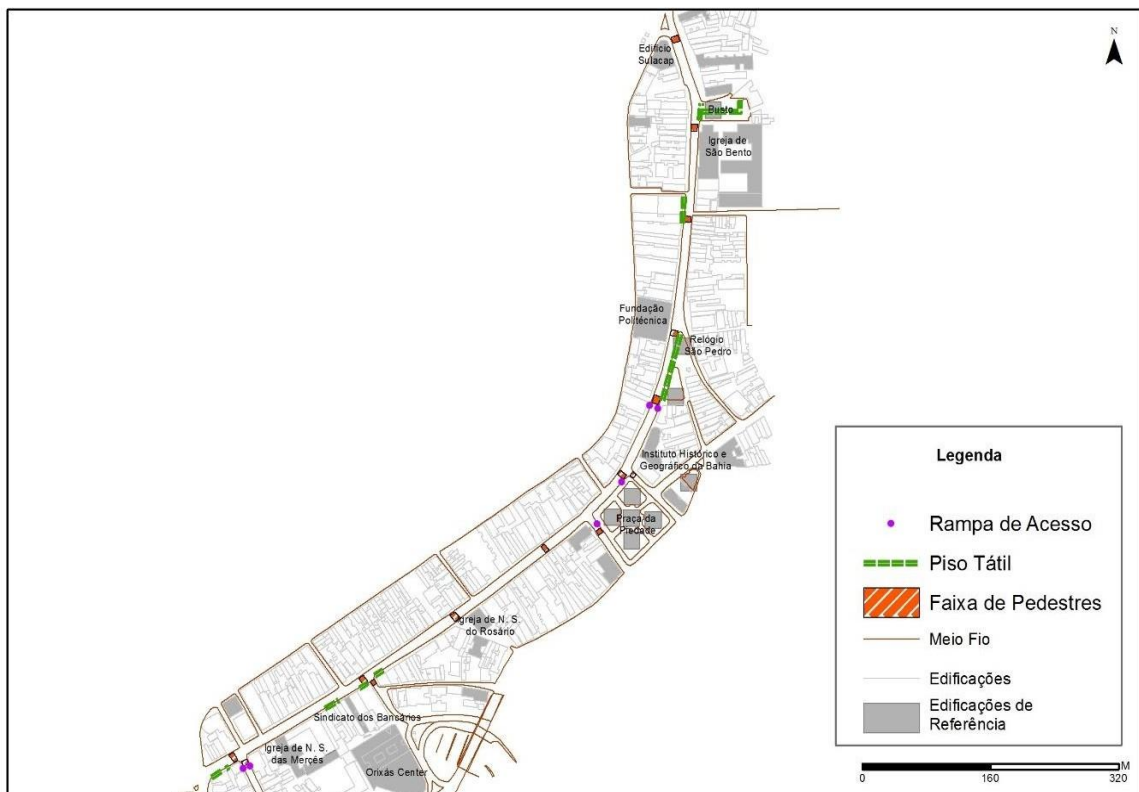 N
Edifício
Sulacap
Busto
Igreja de
São Bento
Fundação
Politécnica
Relógio
São Pedro
Instituto Histórico e
Geográfico da Bahia
Praça da
Piedade
Igreja de N. S.
do Rosário
Sindicato dos Bancários
Igreja de N. S.
das Mercês
Orixás Center
Legenda
Rampa de Acesso
Piso Tátil
Faixa de Pedestres
Meio Fio
Edificações
Edificações de
Referência
M
0 160 320